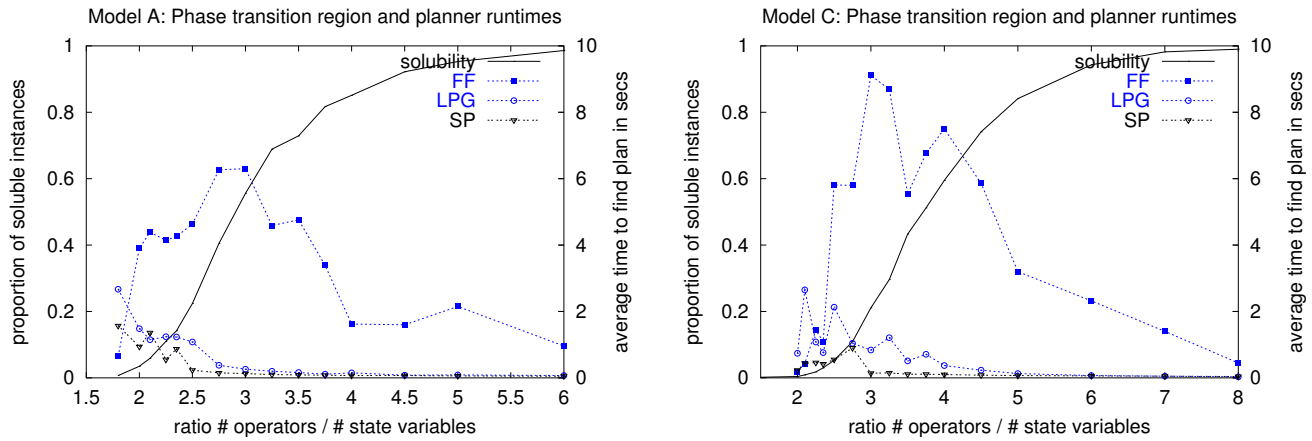 Model A: Phase transition region and planner runtimes
proportion of soluble instances
1
0.8
0.6
0.4
0.2
0
solubility
FF
LPG
SP
10
8
6
4
2
0
average time to find plan in secs
1.5 2 2.5 3 3.5 4 4.5 5 5.5 6
ratio # operators / # state variables
Model C: Phase transition region and planner runtimes
proportion of soluble instances
1
0.8
0.6
0.4
0.2
0
solubility
FF
LPG
SP
10
8
6
4
2
0
average time to find plan in secs
2 3 4 5 6 7 8
ratio # operators / # state variables